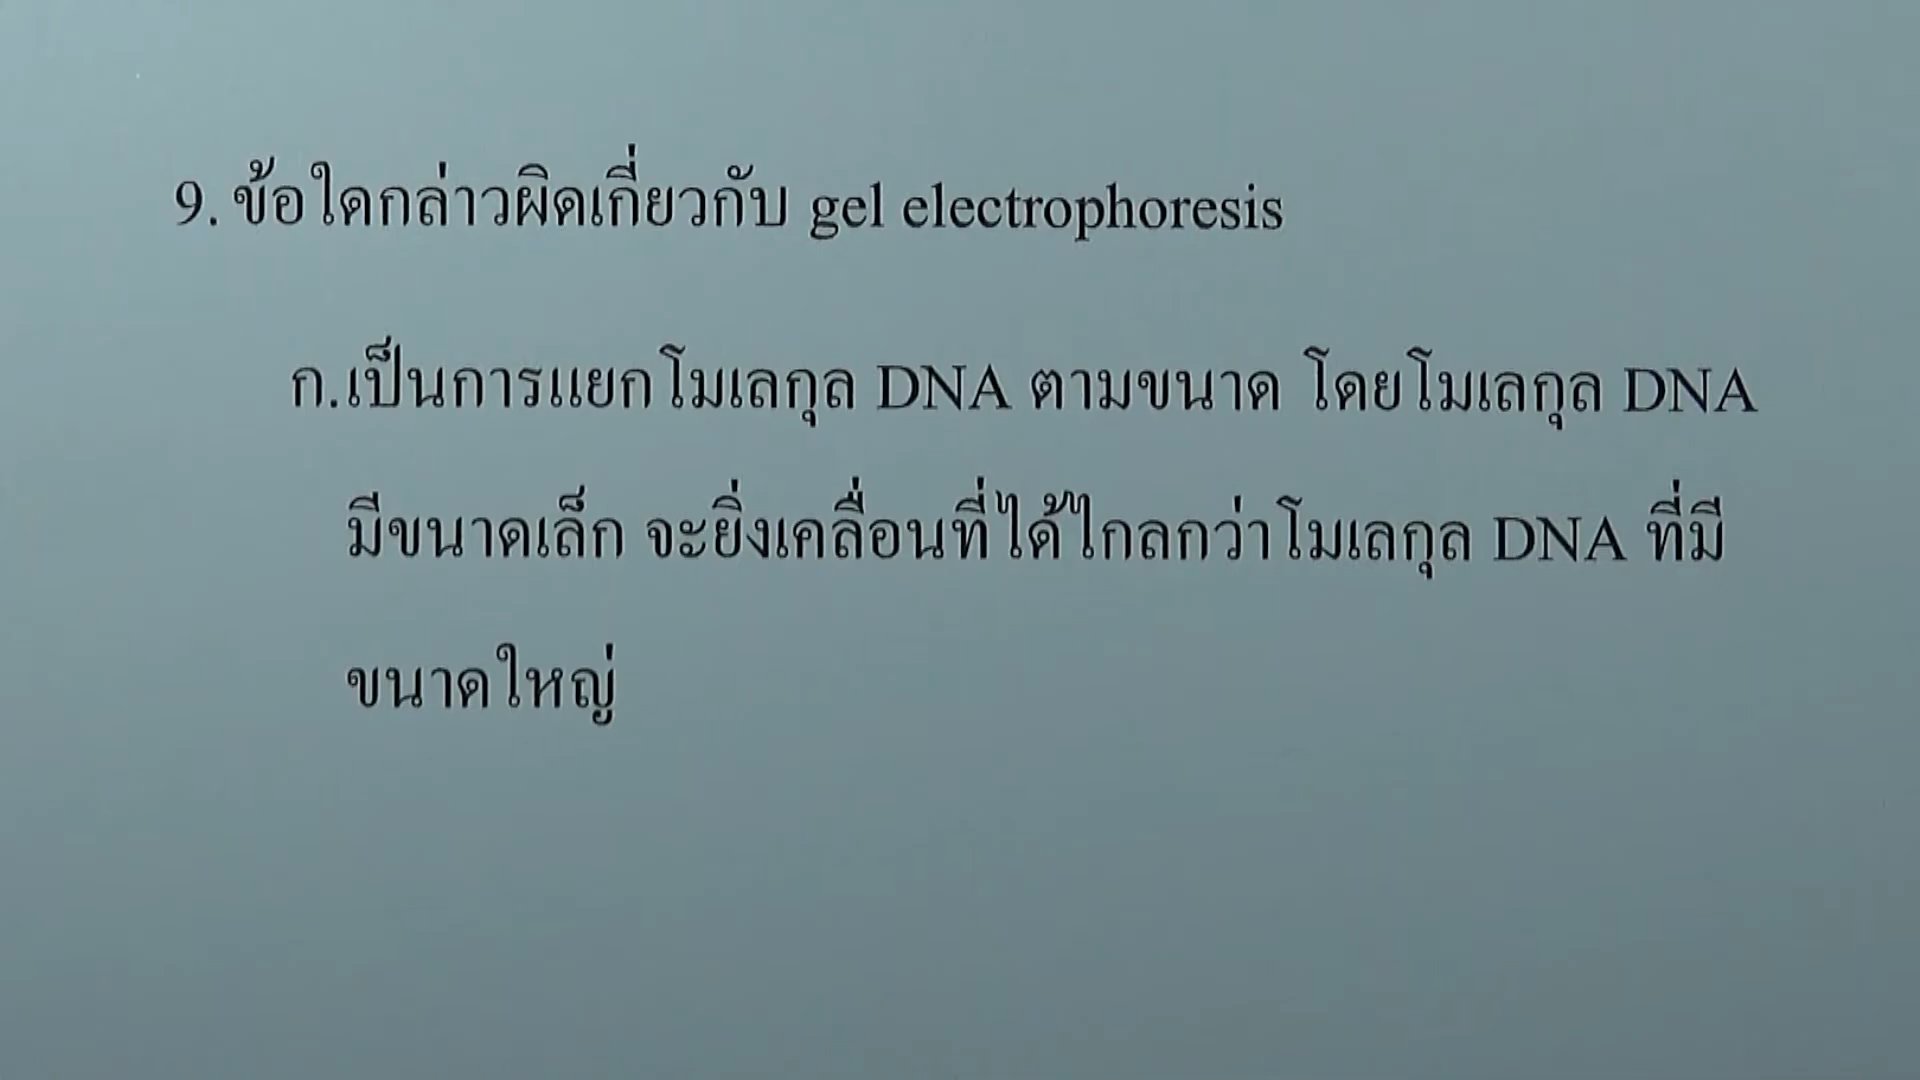 9. ข้อใดกล่าวผิดเกี่ยวกับ gel electrophoresis
ก.เป็นการแยกโมเลกุล DNA ตามขนาด โดยโมเลกุล DNA
มีขนาดเล็ก จะยิ่งเคลื่อนที่ได้ไกลกว่าโมเลกุล DNA ที่มี
ขนาดใหญ่